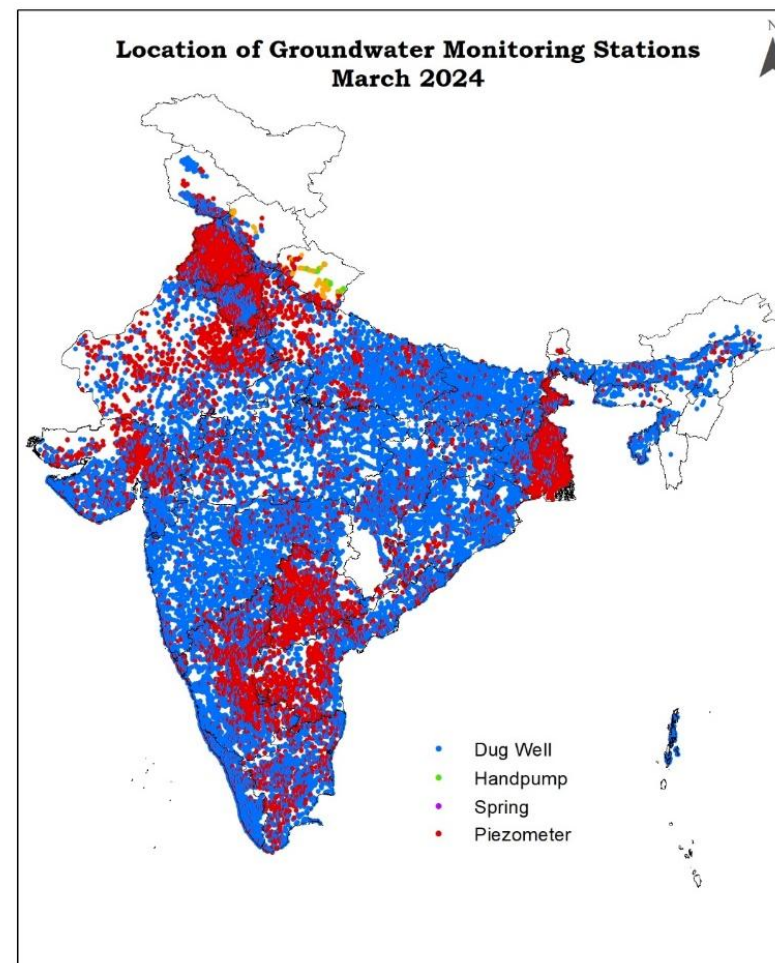 Location of Groundwater Monitoring Stations
March 2024
N
Dug Well
Handpump
Spring
Piezometer